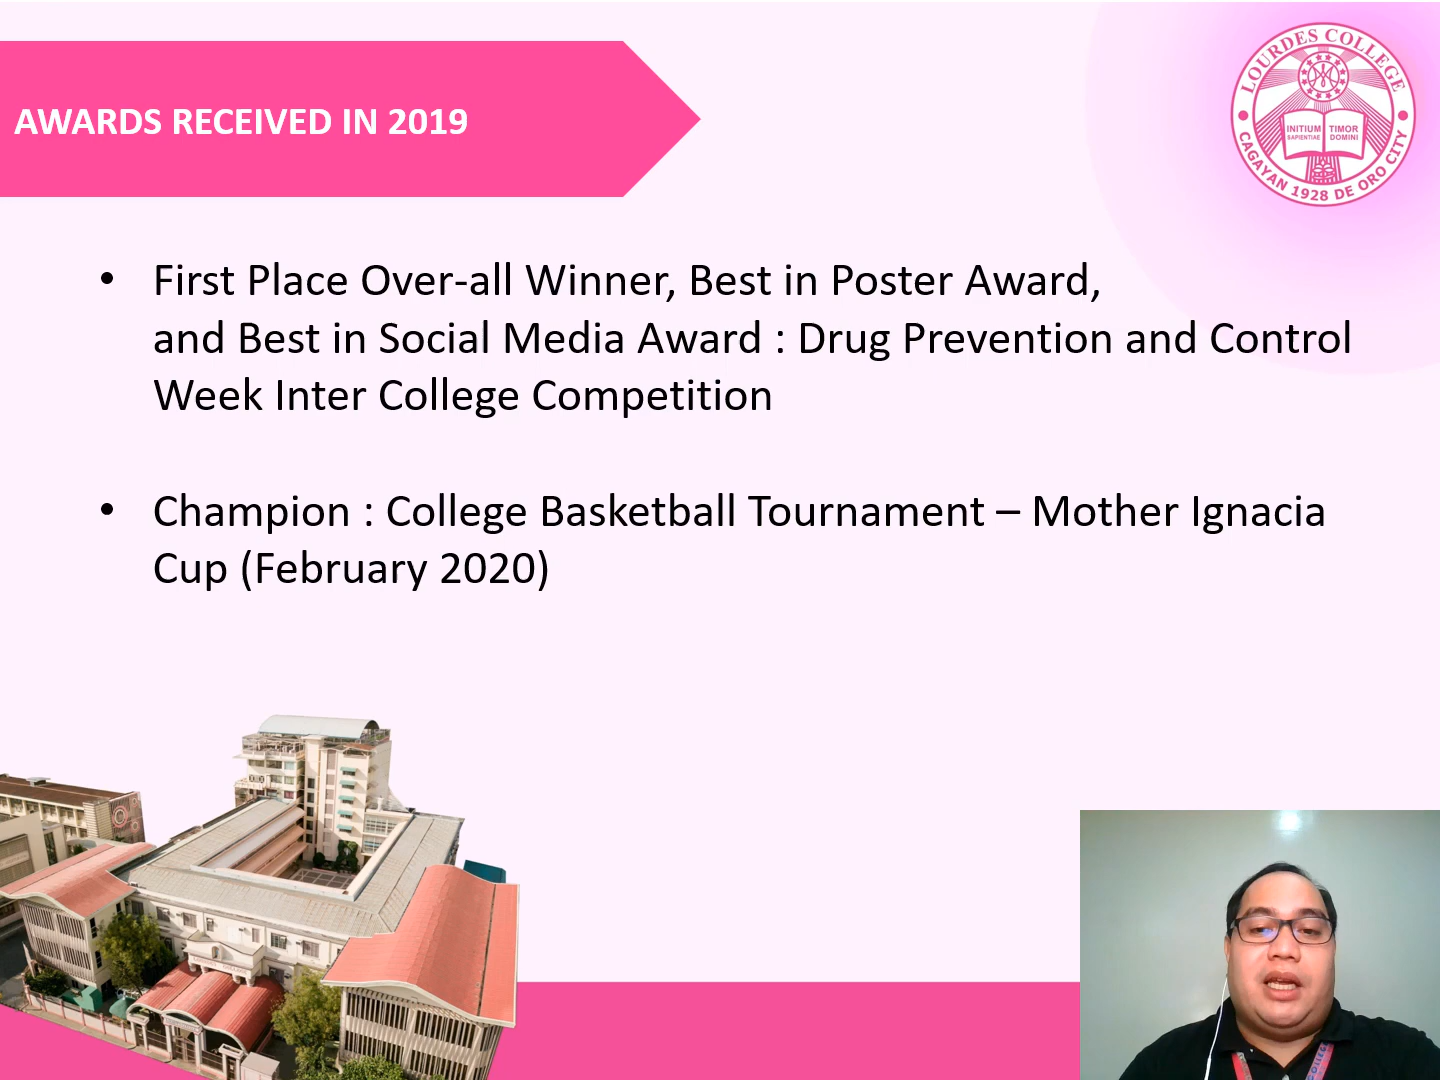 AWARDS RECEIVED IN 2019
LOURDES COLLEGE
INITIUM TIMOR
SAPIENTIAE DOMINI
CAGAYAN 1928 DE ORO CITY
• First Place Over-all Winner, Best in Poster Award,
and Best in Social Media Award : Drug Prevention and Control
Week Inter College Competition
• Champion : College Basketball Tournament – Mother Ignacia
Cup (February 2020)